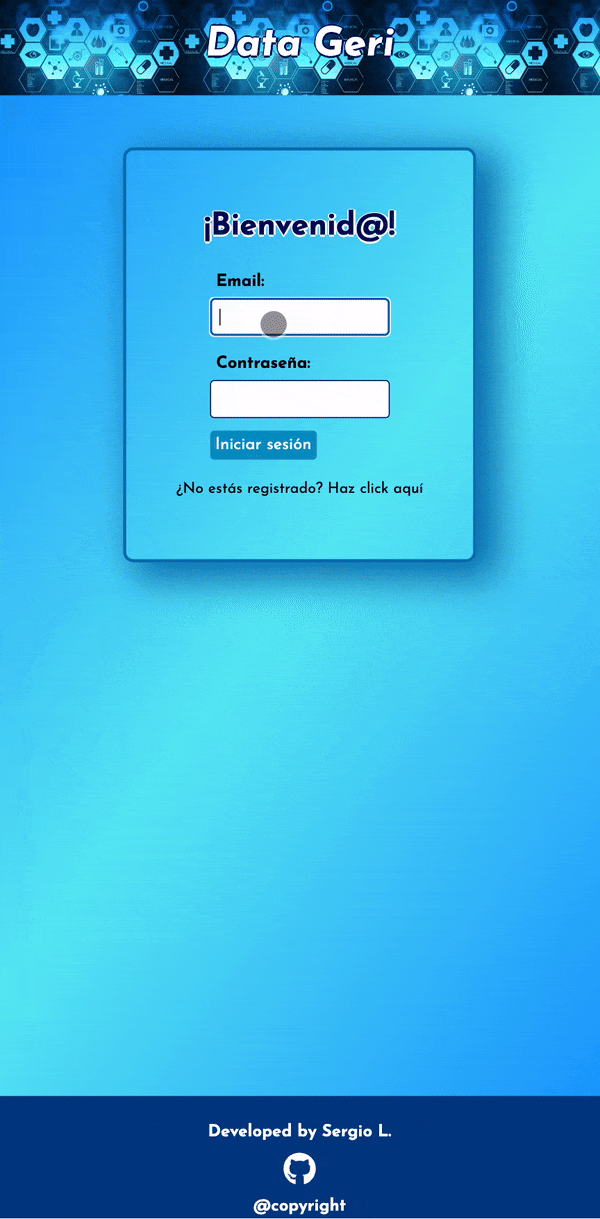 Data Geri
¡Bienvenid@!
Email:
Contraseña:
Iniciar sesión
¿No estás registrado? Haz click aquí
Developed by Sergio L.
@copyright